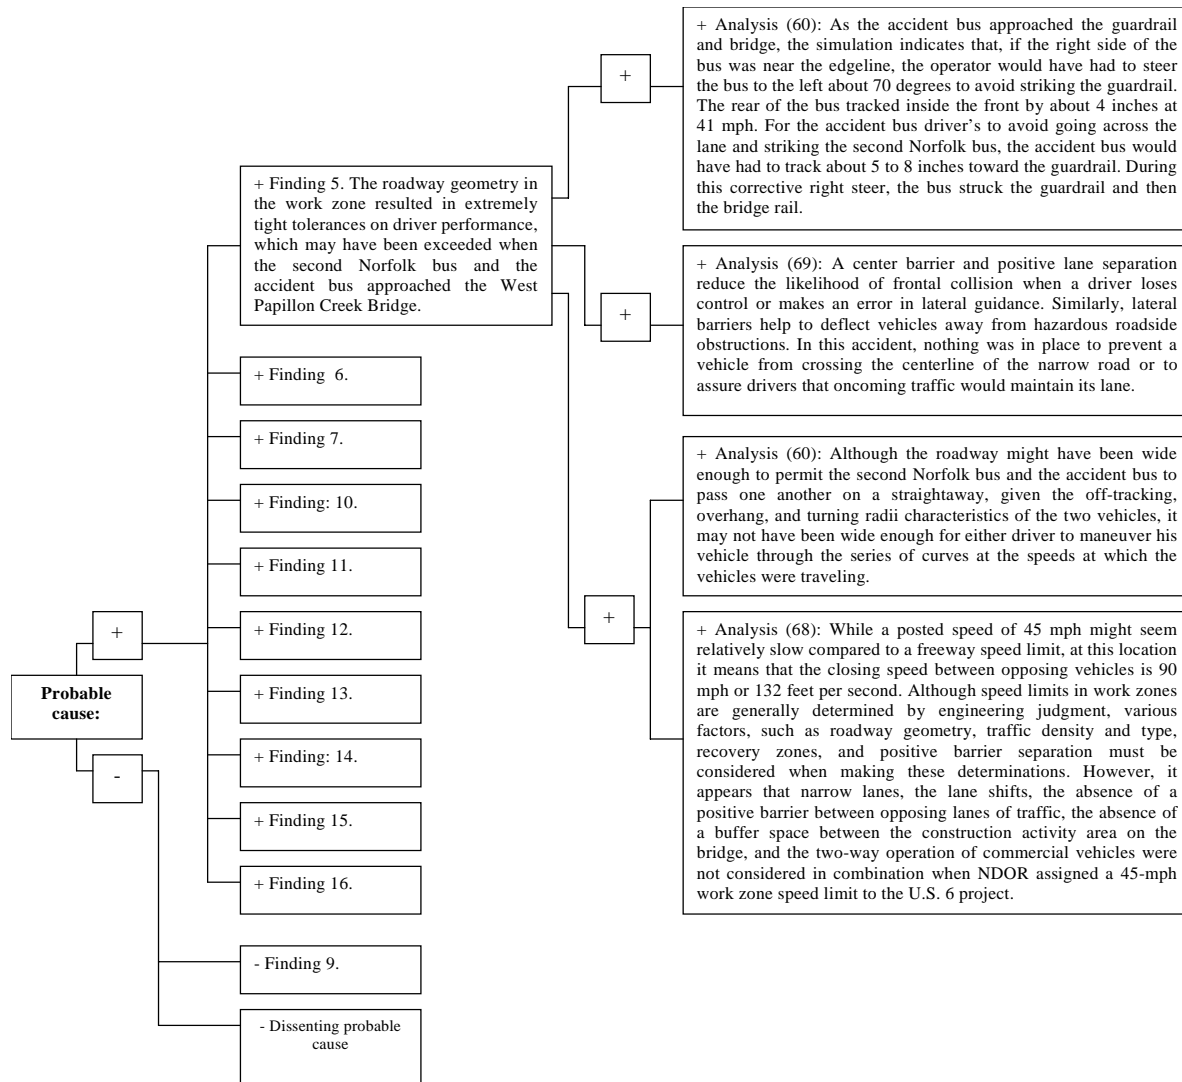 + Analysis (60): As the accident bus approached the guardrail
and bridge, the simulation indicates that, if the right side of the
bus was near the edgeline, the operator would have had to steer
the bus to the left about 70 degrees to avoid striking the guardrail.
The rear of the bus tracked inside the front by about 4 inches at
41 mph. For the accident bus driver's to avoid going across the
lane and striking the second Norfolk bus, the accident bus would
have had to track about 5 to 8 inches toward the guardrail. During
this corrective right steer, the bus struck the guardrail and then
the bridge rail.
+
+ Finding 5. The roadway geometry in
the work zone resulted in extremely
tight tolerances on driver performance,
which may have been exceeded when
the second Norfolk bus and the
accident bus approached the West
Papillon Creek Bridge.
+ Analysis (69): A center barrier and positive lane separation
reduce the likelihood of frontal collision when a driver loses
control or makes an error in lateral guidance. Similarly, lateral
barriers help to deflect vehicles away from hazardous roadside
obstructions. In this accident, nothing was in place to prevent a
vehicle from crossing the centerline of the narrow road or to
assure drivers that oncoming traffic would maintain its lane.
+
+ Finding 6.
+ Finding 7.
+ Finding: 10.
+ Finding 11.
+ Finding 12.
+ Finding 13.
+ Finding: 14.
+ Finding 15.
+ Finding 16.
+ Analysis (60): Although the roadway might have been wide
enough to permit the second Norfolk bus and the accident bus to
pass one another on a straightaway, given the off-tracking,
overhang, and turning radii characteristics of the two vehicles, it
may not have been wide enough for either driver to maneuver his
vehicle through the series of curves at the speeds at which the
vehicles were traveling.
+
+
+ Analysis (68): While a posted speed of 45 mph might seem
relatively slow compared to a freeway speed limit, at this location
it means that the closing speed between opposing vehicles is 90
mph or 132 feet per second. Although speed limits in work zones
are generally determined by engineering judgment, various
factors, such as roadway geometry, traffic density and type,
recovery zones, and positive barrier separation must be
considered when making these determinations. However, it
appears that narrow lanes, the lane shifts, the absence of a
positive barrier between opposing lanes of traffic, the absence of
a buffer space between the construction activity area on the
bridge, and the two-way operation of commercial vehicles were
not considered in combination when NDOR assigned a 45-mph
work zone speed limit to the U.S. 6 project.
Probable
cause:
-
- Finding 9.
- Dissenting probable
cause